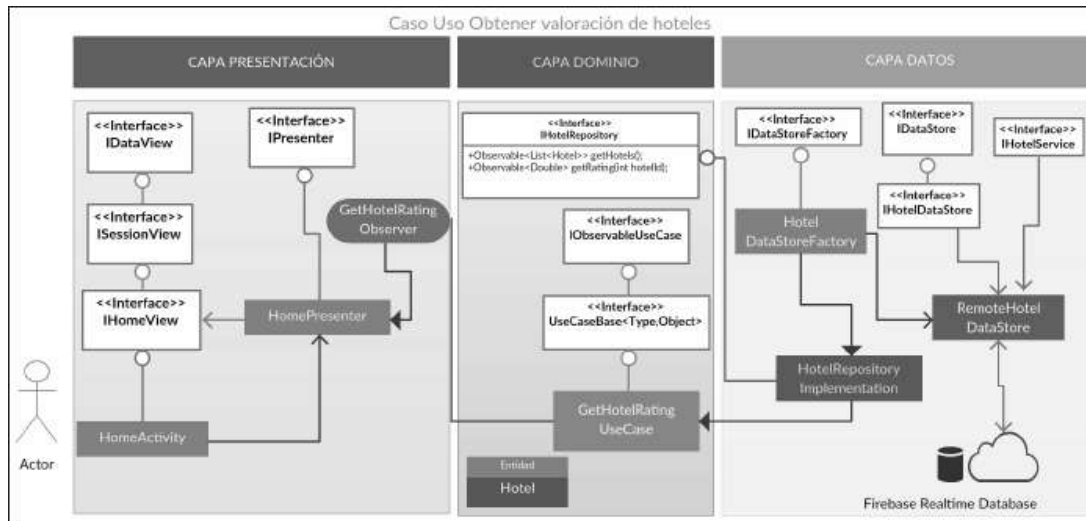 Caso Uso Obtener valoración de hoteles
CAPA PRESENTACIÓN
CAPA DOMINIO
CAPA DATOS
<<Interface>>
IDataView
<<Interface>>
IPresenter
<<Interface>>
ISessionView
GetHotelRating
Observer
<<Interface>>
IHomeView
HomePresenter
HomeActivity
Actor
<<Interface>>
IHotelRepository
+Observable<List<Hotel>> getHotels();
+Observable<Double> getRating(int hotelId);
<<Interface>>
IObservableUseCase
<<Interface>>
UseCaseBase<Type,Object>
GetHotelRating
UseCase
Entidad
Hotel
<<Interface>>
IDataStoreFactory
<<Interface>>
IDataStore
<<Interface>>
IHotelService
<<Interface>>
IHotelDataStore
Hotel
DataStoreFactory
RemoteHotel
DataStore
HotelRepository
Implementation
Firebase Realtime Database